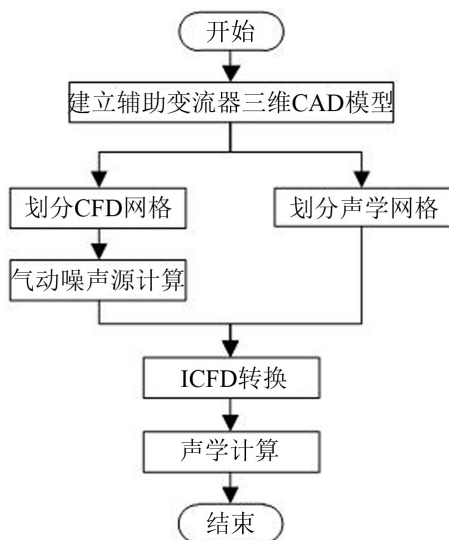 开始
建立辅助变流器三维CAD模型
划分CFD网格
划分声学网格
气动噪声源计算
ICFD转换
声学计算
结束